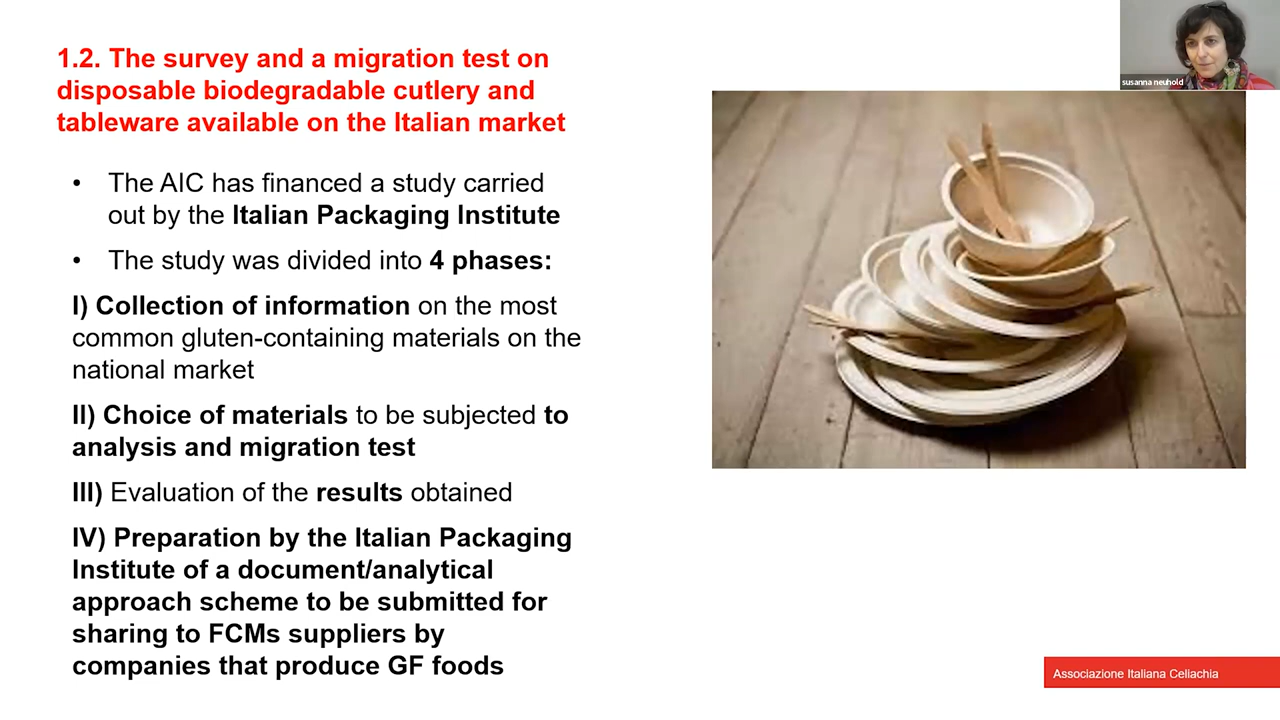 1.2. The survey and a migration test on
disposable biodegradable cutlery and
tableware available on the Italian market
• The AIC has financed a study carried
out by the Italian Packaging Institute
• The study was divided into 4 phases:
I) Collection of information on the most
common gluten-containing materials on the
national market
II) Choice of materials to be subjected to
analysis and migration test
III) Evaluation of the results obtained
IV) Preparation by the Italian Packaging
Institute of a document/analytical
approach scheme to be submitted for
sharing to FCMs suppliers by
companies that produce GF foods
susanna neuhold
Associazione Italiana Celiachia